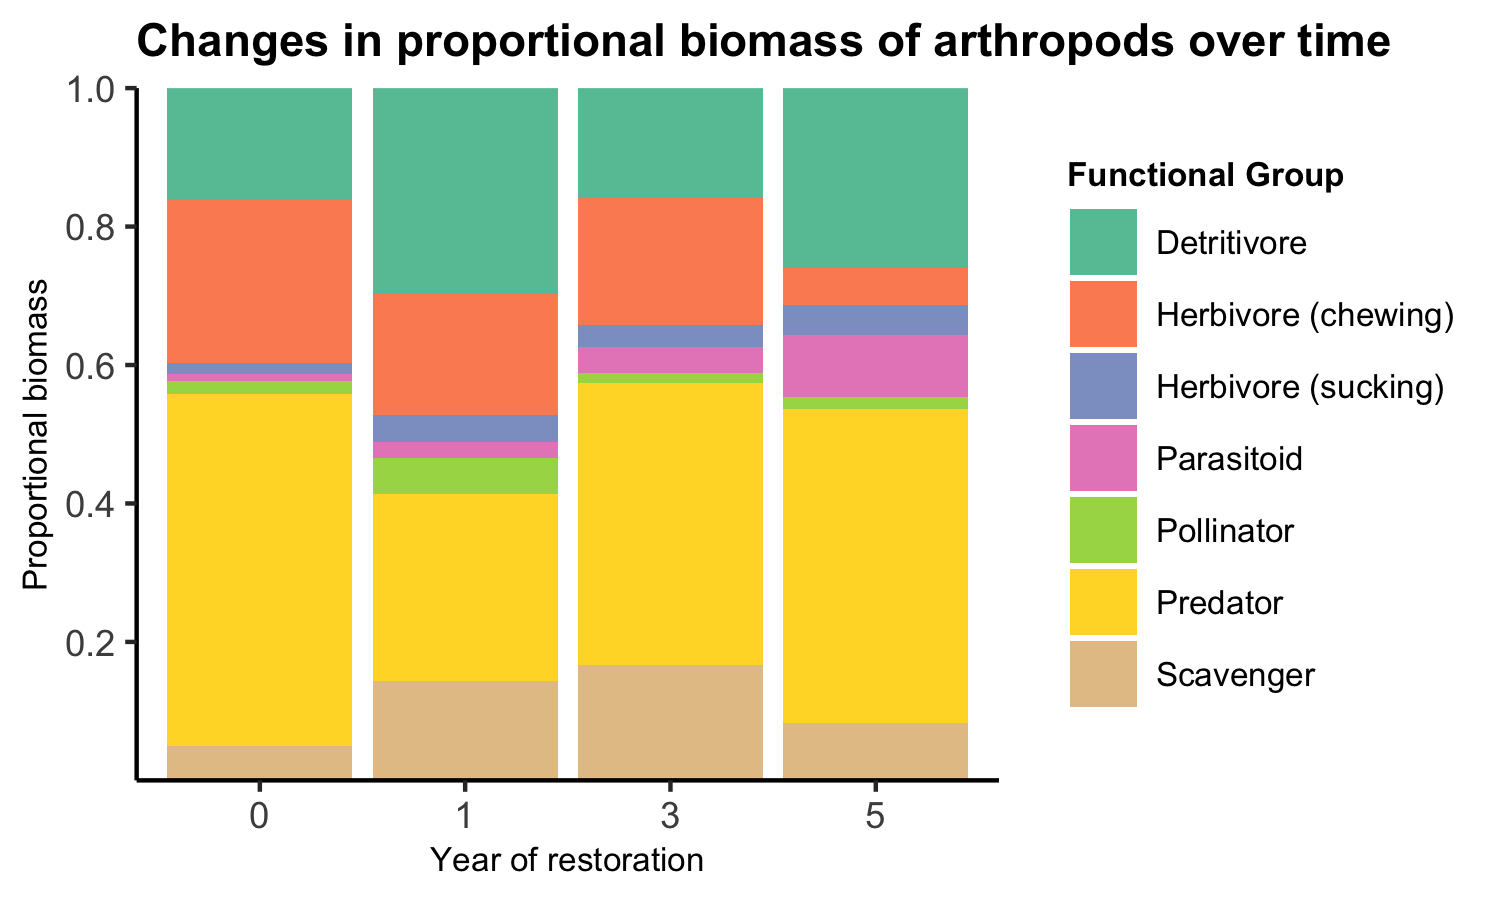 Changes in proportional biomass of arthropods over time
1.0
0.8
0.6
0.4
0.2
Proportional biomass
0 1 3 5
Year of restoration
Functional Group
Detritivore
Herbivore (chewing)
Herbivore (sucking)
Parasitoid
Pollinator
Predator
Scavenger